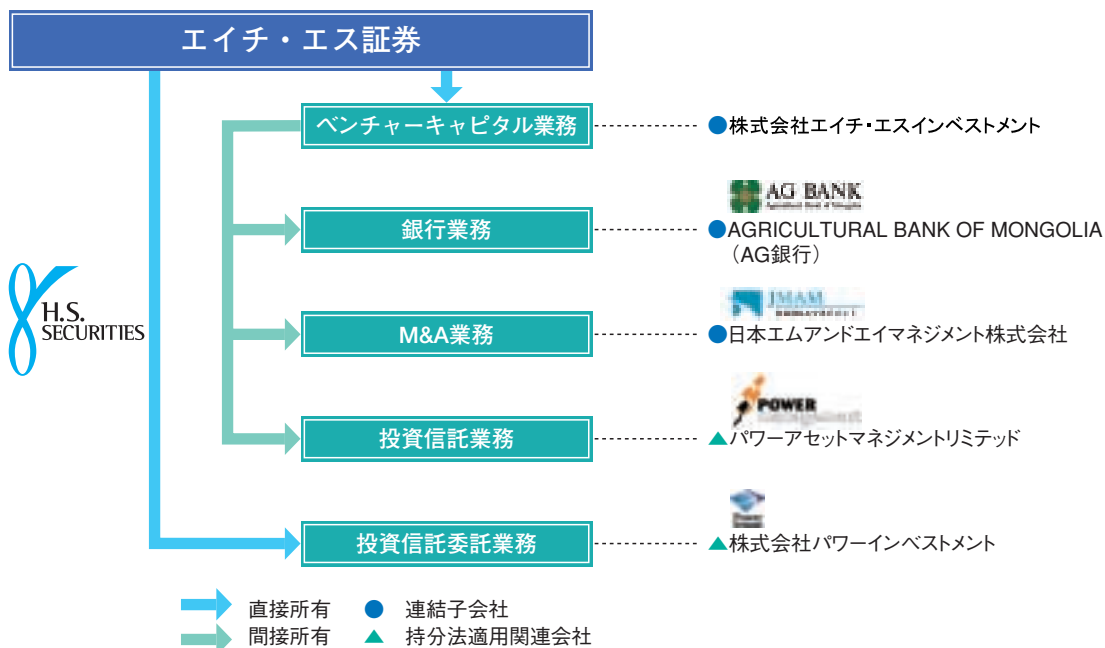 エイチ・エス証券
ベンチャーキャピタル業務
●株式会社エイチ・エスインベストメント
AG BANK
銀行業務
●AGRICULTURAL BANK OF MONGOLIA
（AG銀行）
H.S.
SECURITIES
JMAM
M&A業務
●日本エムアンドエイマネジメント株式会社
POWER
投資信託業務
▲パワーアセットマネジメントリミテッド
投資信託委託業務
▲株式会社パワーインベストメント
直接所有 ● 連結子会社
間接所有 ▲ 持分法適用関連会社